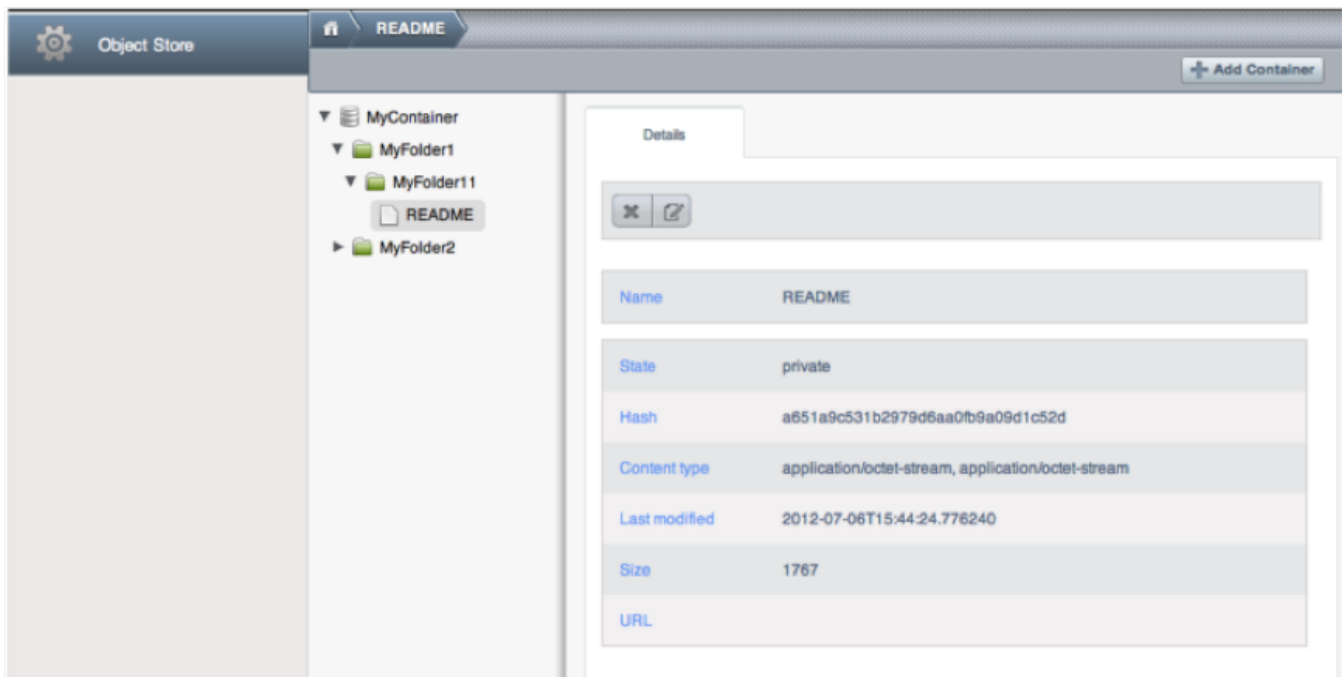 Object Store
README
Add Container
MyContainer
MyFolder1
MyFolder11
README
MyFolder2
Details
Name README
State private
Hash a651a9c531b2979d6aa0fb9a09d1c52d
Content type application/octet-stream, application/octet-stream
Last modified 2012-07-06T15:44:24.776240
Size 1767
URL